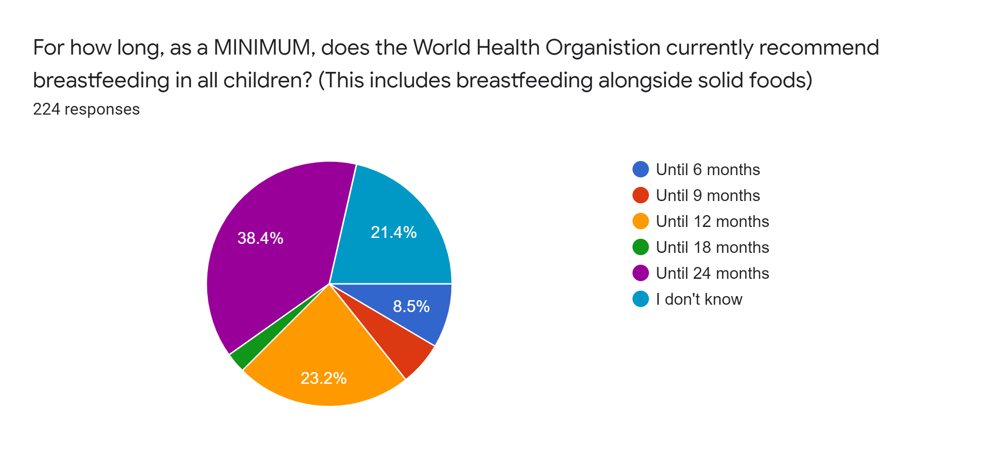 For how long, as a MINIMUM, does the World Health Organistion currently recommend
breastfeeding in all children? (This includes breastfeeding alongside solid foods)
224 responses
38.4%
21.4%
8.5%
23.2%
Until 6 months
Until 9 months
Until 12 months
Until 18 months
Until 24 months
I don't know